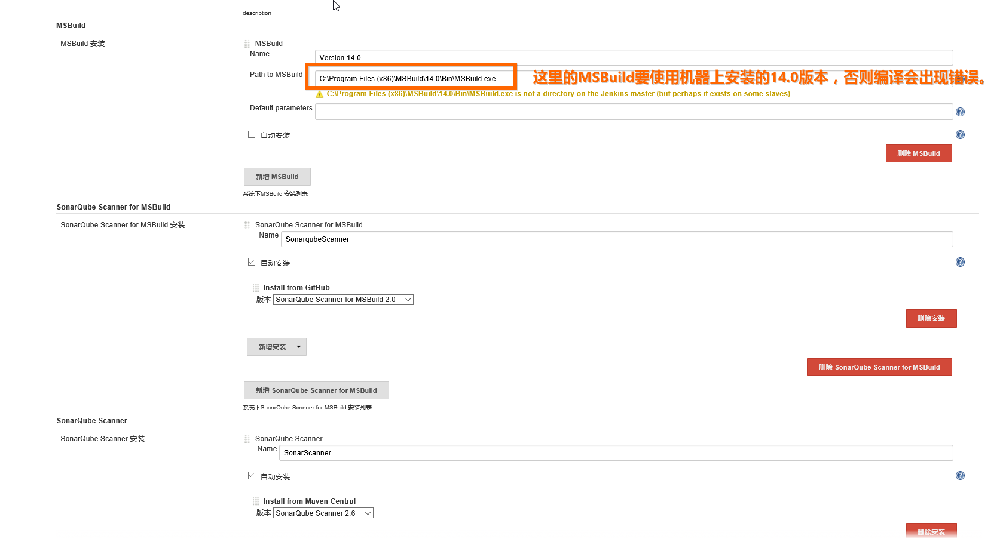 description
MSBuild
MSBuild 安装
MSBuild
Name
Version 14.0
Path to MSBuild
C:\Program Files (x86)\MSBuild\14.0\Bin\MSBuild.exe
这里的MSBuild要使用机器上安装的14.0版本，否则编译会出现错误。
C:\Program Files (x86)\MSBuild\14.0\Bin\MSBuild.exe is not a directory on the Jenkins master (but perhaps it exists on some slaves)
Default parameters
自动安装
删除 MSBuild
新增 MSBuild
系统下MSBuild 安装列表
SonarQube Scanner for MSBuild
SonarQube Scanner for MSBuild 安装
SonarQube Scanner for MSBuild
Name
SonarqubeScanner
自动安装
Install from GitHub
版本 SonarQube Scanner for MSBuild 2.0
删除安装
新增安装
删除 SonarQube Scanner for MSBuild
新增 SonarQube Scanner for MSBuild
系统下SonarQube Scanner for MSBuild 安装列表
SonarQube Scanner
SonarQube Scanner 安装
SonarQube Scanner
Name
SonarScanner
自动安装
Install from Maven Central
版本 SonarQube Scanner 2.6
删除安装